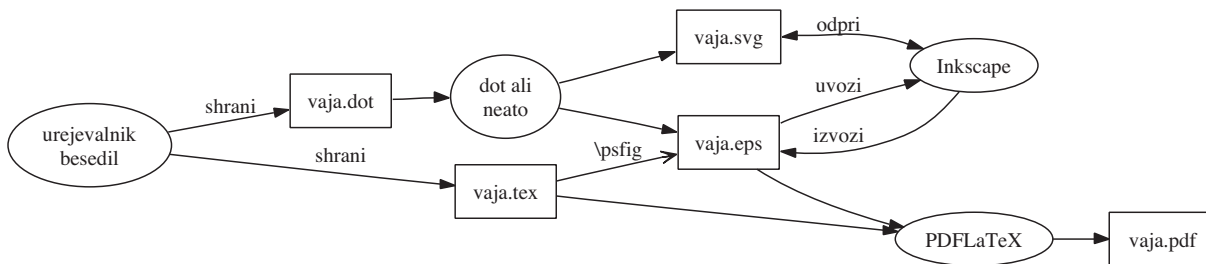 urejevalnik
besedil
shrani
shrani
vaja.dot
vaja.tex
dot ali
neato
\psfig
vaja.svg
vaja.eps
odpri
uvozi
izvozi
Inkscape
PDFLaTeX
vaja.pdf